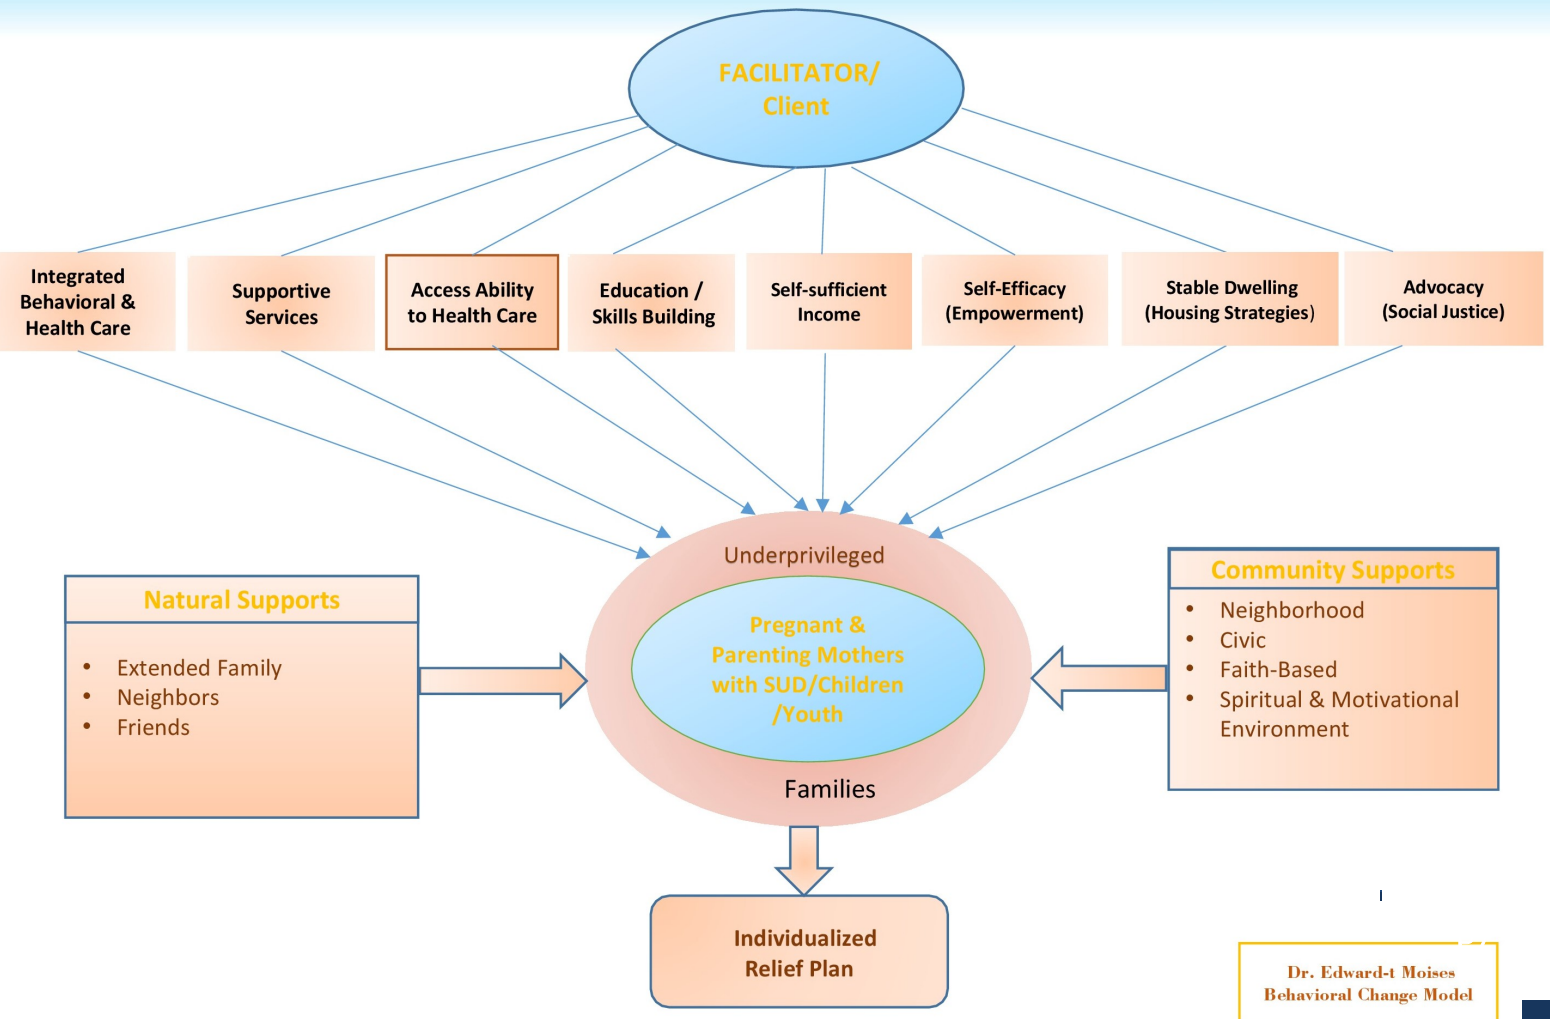 FACILITATOR/
Client
Integrated
Behavioral &
Health Care
Supportive
Services
Access Ability
to Health Care
Education /
Skills Building
Self-sufficient
Income
Self-Efficacy
(Empowerment)
Stable Dwelling
(Housing Strategies)
Advocacy
(Social Justice)
Underprivileged
Pregnant &
Parenting Mothers
with SUD/Children
/Youth
Families
Natural Supports
• Extended Family
• Neighbors
• Friends
Community Supports
• Neighborhood
• Civic
• Faith-Based
• Spiritual & Motivational
Environment
Individualized
Relief Plan
Dr. Edward-t Moises
Behavioral Change Model